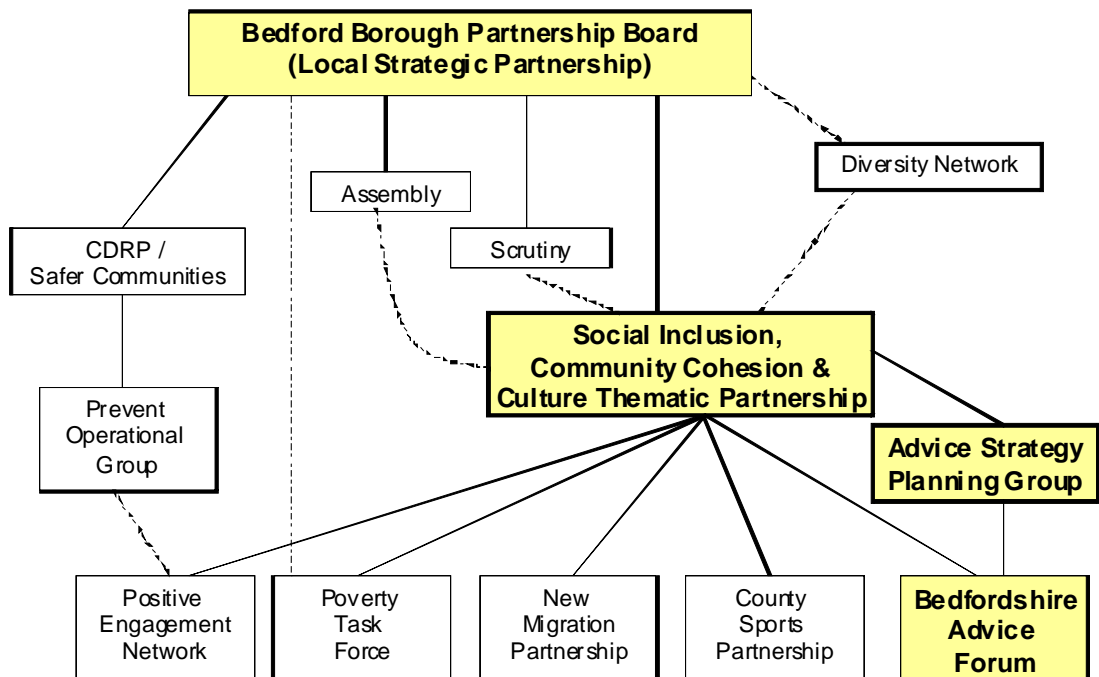 Bedford Borough Partnership Board
(Local Strategic Partnership)
Diversity Network
Assembly
CDRP /
Safer Communities
Scrutiny
Social Inclusion,
Community Cohesion &
Culture Thematic Partnership
Prevent
Operational
Group
Advice Strategy
Planning Group
Positive
Engagement
Network
Poverty
Task
Force
New
Migration
Partnership
County
Sports
Partnership
Bedfordshire
Advice
Forum